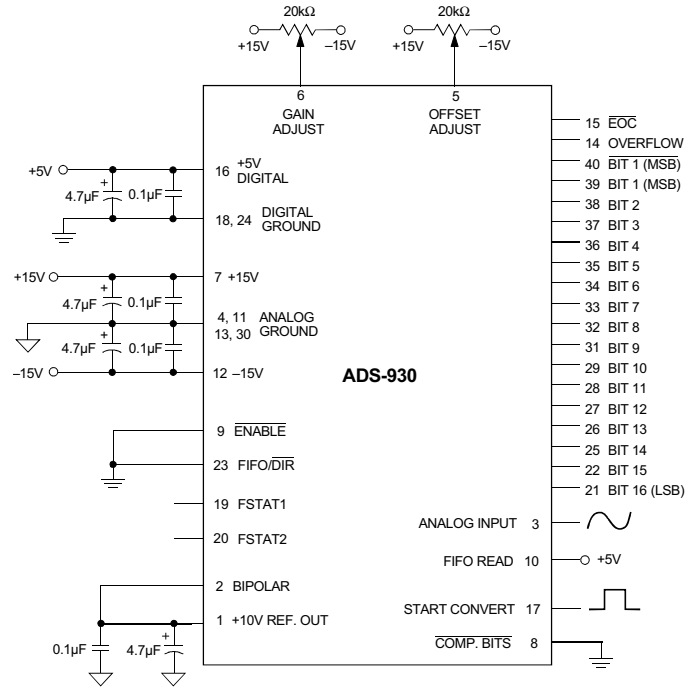 20kΩ
+15V –15V
20kΩ
+15V –15V
6
GAIN
ADJUST
5
OFFSET
ADJUST
+5V
4.7µF
+
0.1µF
16 +5V
DIGITAL
18, 24 DIGITAL
GROUND
+15V
4.7µF
+
0.1µF
7 +15V
4, 11 ANALOG
13, 30 GROUND
4.7µF
+
0.1µF
–15V
12 –15V
ADS-930
9 ENABLE
23 FIFO/DIR
19 FSTAT1
20 FSTAT2
2 BIPOLAR
1 +10V REF. OUT
0.1µF
4.7µF
+
15 EOC
14 OVERFLOW
40 BIT 1 (MSB)
39 BIT 1 (MSB)
38 BIT 2
37 BIT 3
36 BIT 4
35 BIT 5
34 BIT 6
33 BIT 7
32 BIT 8
31 BIT 9
29 BIT 10
28 BIT 11
27 BIT 12
26 BIT 13
25 BIT 14
22 BIT 15
21 BIT 16 (LSB)
ANALOG INPUT 3
FIFO READ 10 +5V
START CONVERT 17
COMP. BITS 8